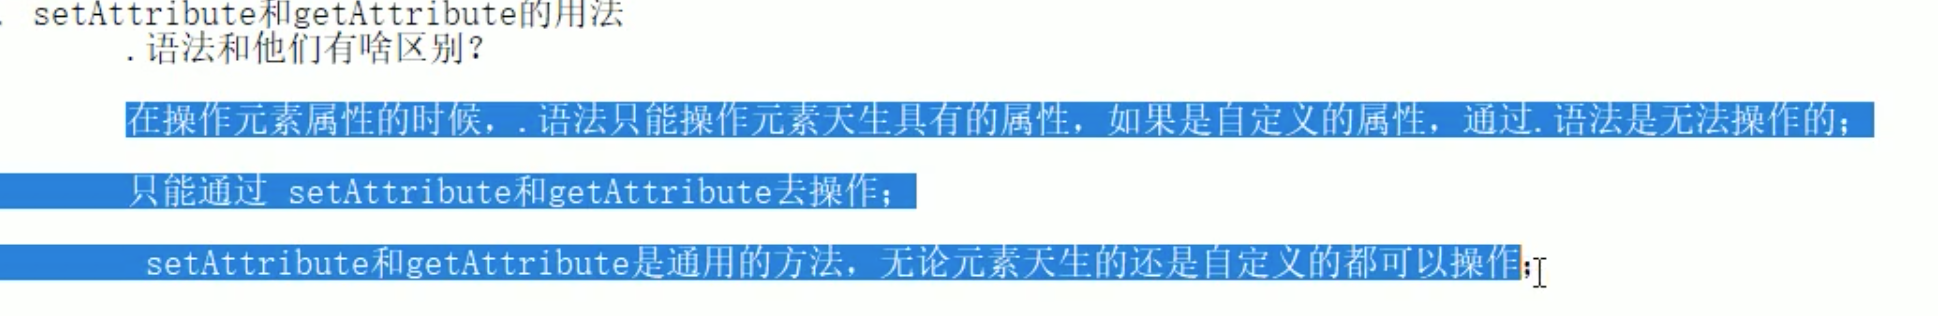 . setAttribute和getAttribute的用法
.语法和他们有啥区别？
在操作元素属性的时候，.语法只能操作元素天生具有的属性，如果是自定义的属性，通过.语法是无法操作的；
只能通过 setAttribute和getAttribute去操作；
setAttribute和getAttribute是通用的方法，无论元素天生的还是自定义的都可以操作；